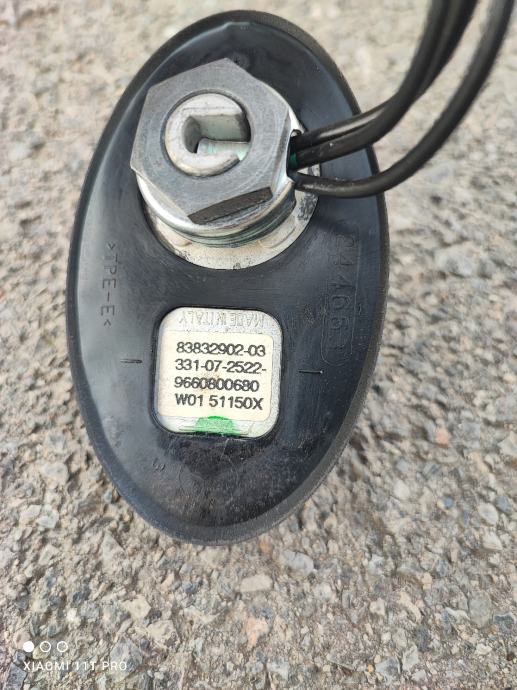 >TPE-E<
MADE IN ITALY
83832902-03
331-07-2522-
9660800680
W01 51150X
XIAOMI 11T PRO